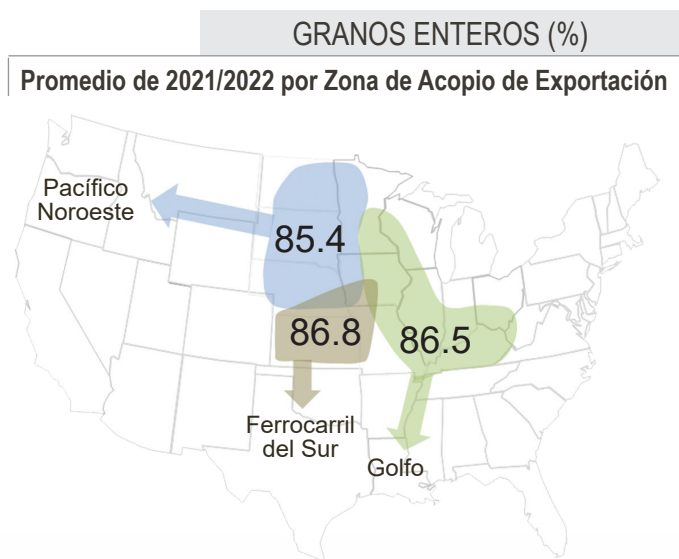 GRANOS ENTEROS (%)
Promedio de 2021/2022 por Zona de Acopio de Exportación
Pacífico
Noroeste
85.4
86.8
86.5
Ferrocarril
del Sur
Golfo